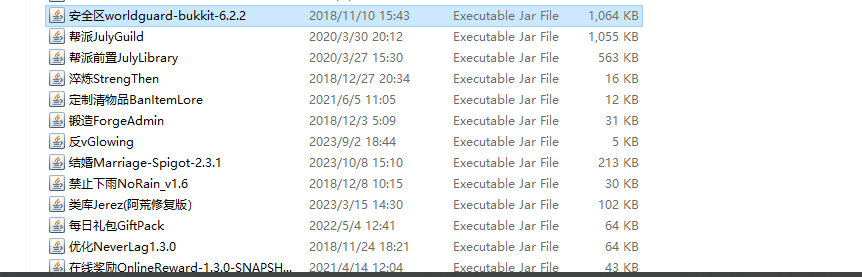 安全区worldguard-bukkit-6.2.2 2018/11/10 15:43 Executable Jar File 1,064 KB
帮派JulyGuild 2020/3/30 20:12 Executable Jar File 1,055 KB
帮派前置JulyLibrary 2020/3/27 15:30 Executable Jar File 563 KB
淬炼StrengThen 2018/12/27 20:34 Executable Jar File 16 KB
定制清物品BanItemLore 2021/6/5 11:05 Executable Jar File 12 KB
锻造ForgeAdmin 2018/12/3 5:09 Executable Jar File 31 KB
反vGlowing 2023/9/2 18:44 Executable Jar File 5 KB
结婚Marriage-Spigot-2.3.1 2023/10/8 15:10 Executable Jar File 213 KB
禁止下雨NoRain_v1.6 2018/12/8 10:15 Executable Jar File 30 KB
类库Jerez(阿荒修复版) 2023/3/15 14:30 Executable Jar File 102 KB
每日礼包GiftPack 2022/5/4 12:41 Executable Jar File 64 KB
优化NeverLag1.3.0 2018/11/24 18:21 Executable Jar File 64 KB
在线奖励OnlineReward-1.3.0-SNAPSH... 2021/4/14 12:04 Executable Jar File 43 KB